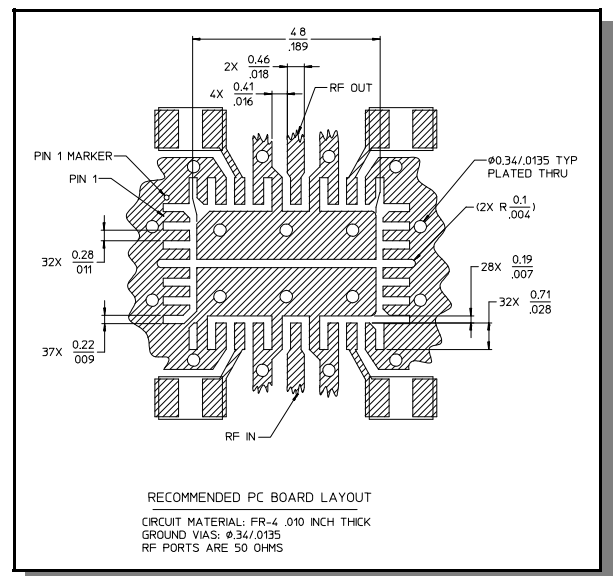 4.8
.189
2X 0.46
.018
4X 0.41
.016
RF OUT
PIN 1 MARKER
PIN 1
Ø0.34/.0135 TYP
PLATED THRU
(2X R 0.1
.004 )
32X 0.28
011
28X 0.19
.007
32X 0.71
.028
37X 0.22
009
RF IN
RECOMMENDED PC BOARD LAYOUT
CIRCUIT MATERIAL: FR-4 .010 INCH THICK
GROUND VIAS: Ø.34/.0135
RF PORTS ARE 50 OHMS